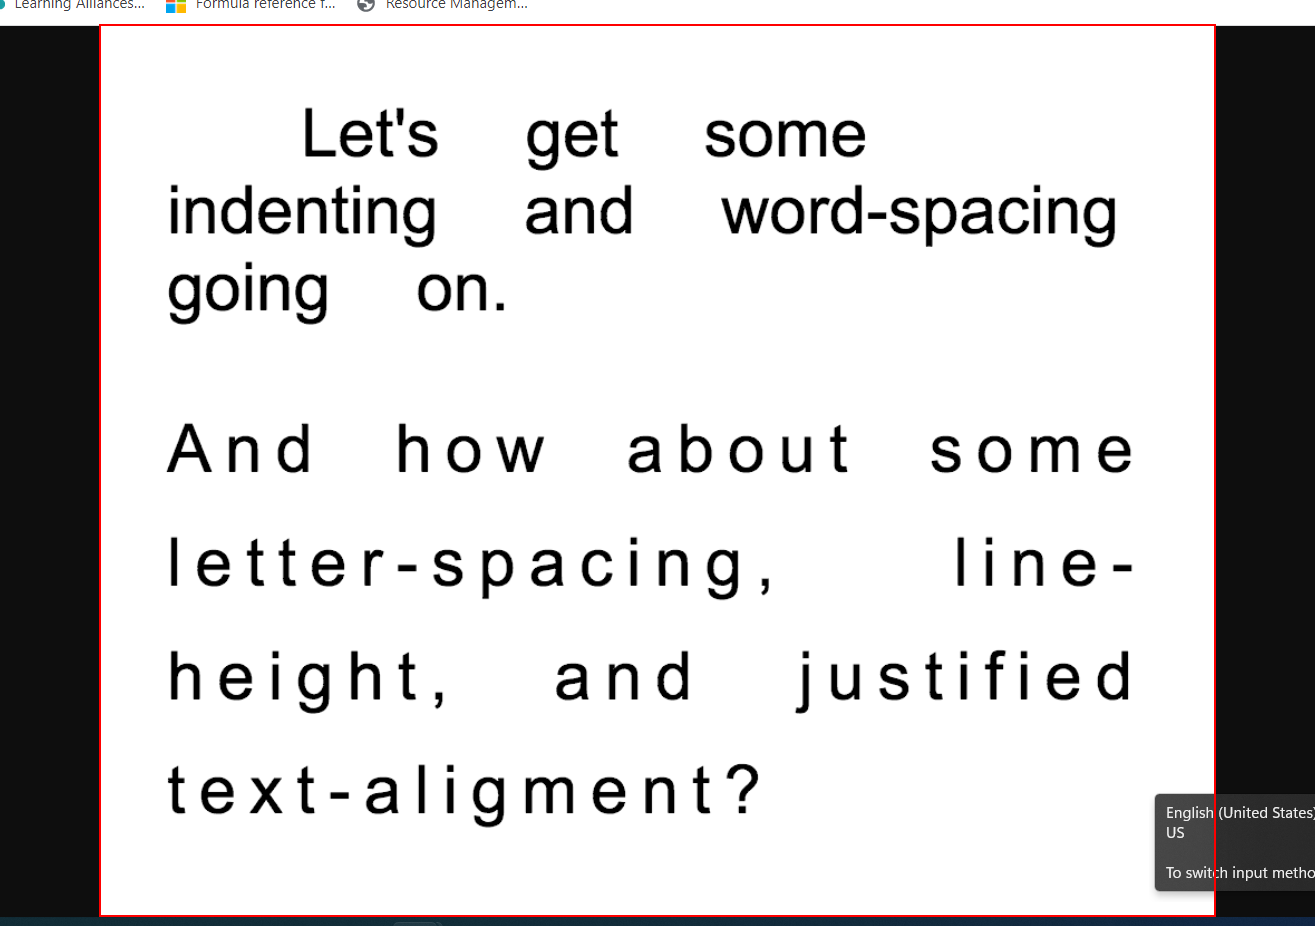 Learning Alliances...
Formula reference f...
Resource Managem...
Let's get some
indenting and word-spacing
going on.
And how about some
letter-spacing, line-
height, and justified
text-aligment?
English (United States)
US
To switch input metho